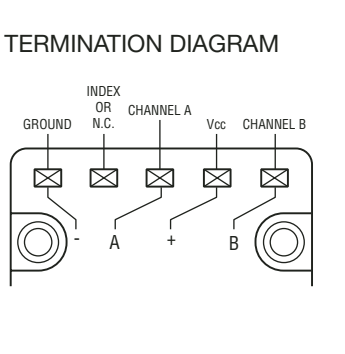 TERMINATION DIAGRAM
INDEX
OR
N.C.
GROUND
CHANNEL A
Vcc
CHANNEL B
- A + B